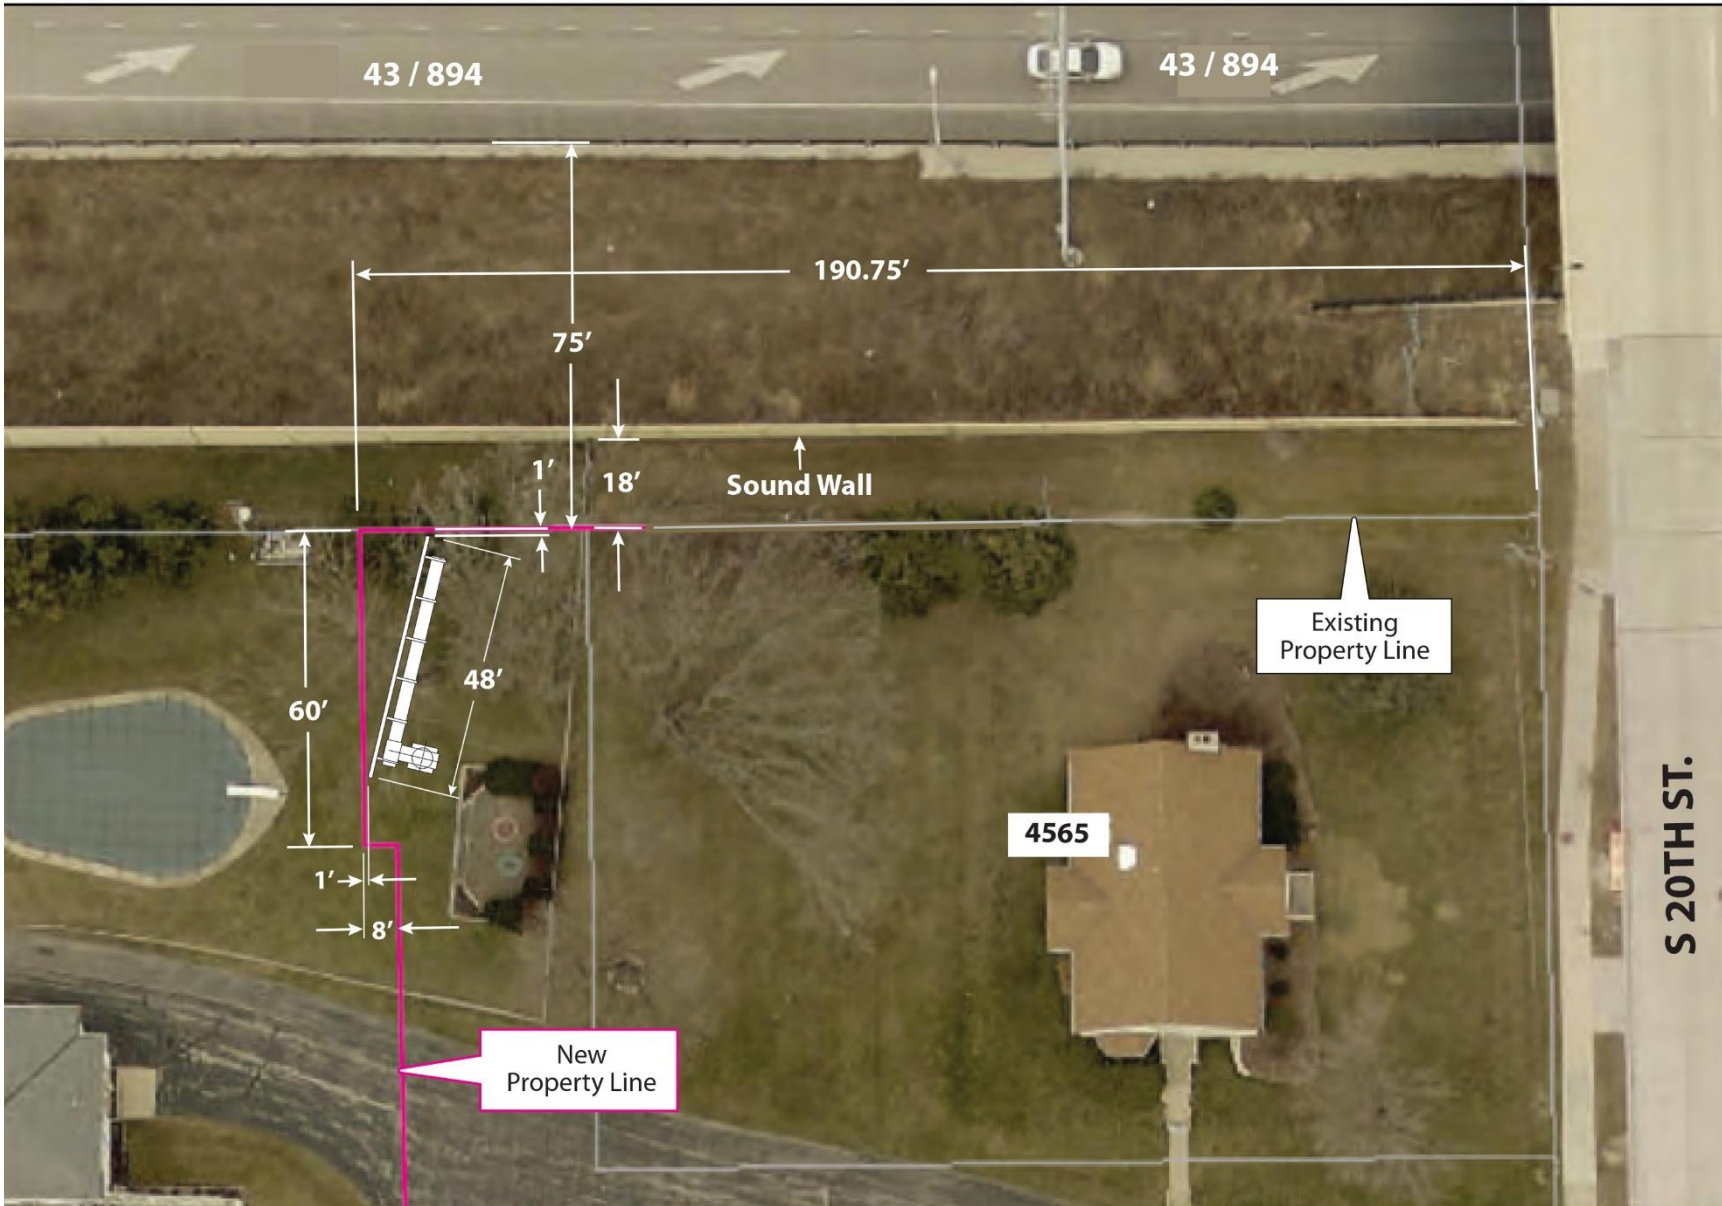 43 / 894
43 / 894
190.75’
75’
1’
18’
Sound Wall
Existing
Property Line
48’
60’
4565
1’
8’
New
Property Line
S 20TH ST.